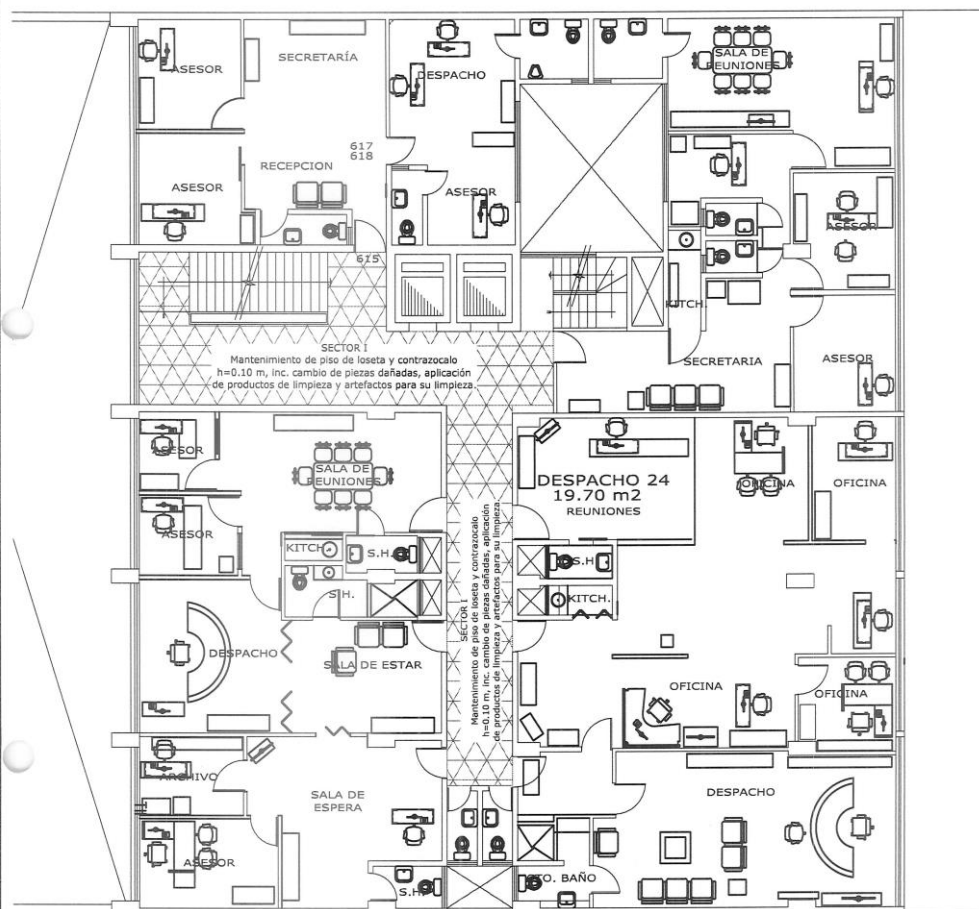 ASESOR
SECRETARÍA
DESPACHO
SALA DE
REUNIONES
617
618
RECEPCION
ASESOR
ASESOR
ASESOR
615
KITCH.
SECRETARIA
ASESOR
SECTOR I
Mantenimiento de piso de loseta y contrazocalo
h=0.10 m, inc. cambio de piezas dañadas, aplicación
de productos de limpieza y artefactos para su limpieza.
ASESOR
SALA DE
REUNIONES
DESPACHO 24
19.70 m2
REUNIONES
OFICINA
OFICINA
ASESOR
KITCH.
S.H.
S.H.
S.H.
KITCH.
SECTOR I
Mantenimiento de piso de loseta y contrazocalo
h=0.10 m, inc. cambio de piezas dañadas, aplicación
de productos de limpieza y artefactos para su limpieza.
DESPACHO
SALA DE ESTAR
OFICINA
OFICINA
ARCHIVO
SALA DE
ESPERA
DESPACHO
ASESOR
S.H.
BAÑO